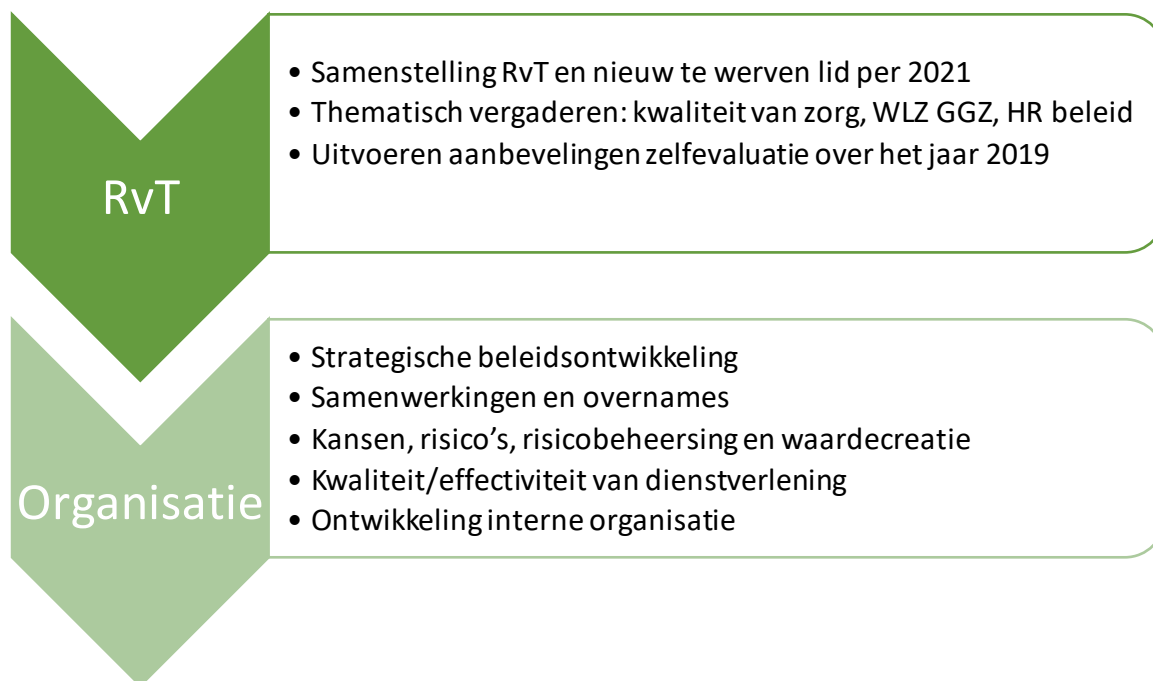 RvT
• Samenstelling RvT en nieuw te werven lid per 2021
• Thematisch vergaderen: kwaliteit van zorg, WLZ GGZ, HR beleid
• Uitvoeren aanbevelingen zelfevaluatie over het jaar 2019
Organisatie
• Strategische beleidsontwikkeling
• Samenwerkingen en overnames
• Kansen, risico’s, risicobeheersing en waardecreatie
• Kwaliteit/effectiviteit van dienstverlening
• Ontwikkeling interne organisatie